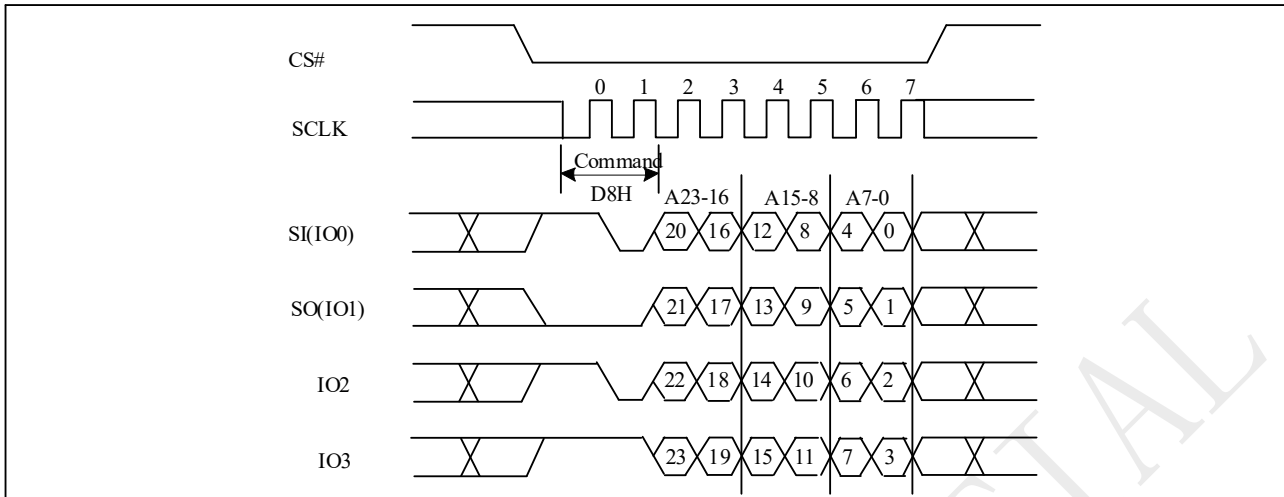 CS#
0 1 2 3 4 5 6 7
SCLK
Command
D8H
A23-16 A15-8 A7-0
SI(IO0) 20 16 12 8 4 0
SO(IO1) 21 17 13 9 5 1
IO2 22 18 14 10 6 2
IO3 23 19 15 11 7 3
TIAL